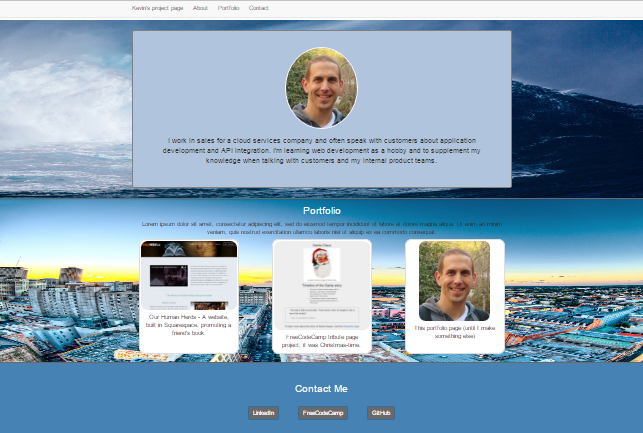 Kevin's project page About Portfolio Contact
I work in sales for a cloud services company and often speak with customers about application
development and API integration. I'm learning web development as a hobby and to supplement my
knowledge when talking with customers and my internal product teams.
Portfolio
Lorem ipsum dolor sit amet, consectetur adipiscing elit, sed do eiusmod tempor incididunt ut labore et dolore magna aliqua. Ut enim ad minim
veniam, quis nostrud exercitation ullamco laboris nisi ut aliquip ex ea commodo consequat.
Our Human Herds - A website,
built in Squarespace, promoting a
friend's book.
FreeCodeCamp tribute page
project; it was Christmas-time.
This portfolio page (until I make
something else)
Contact Me
LinkedIn FreeCodeCamp GitHub